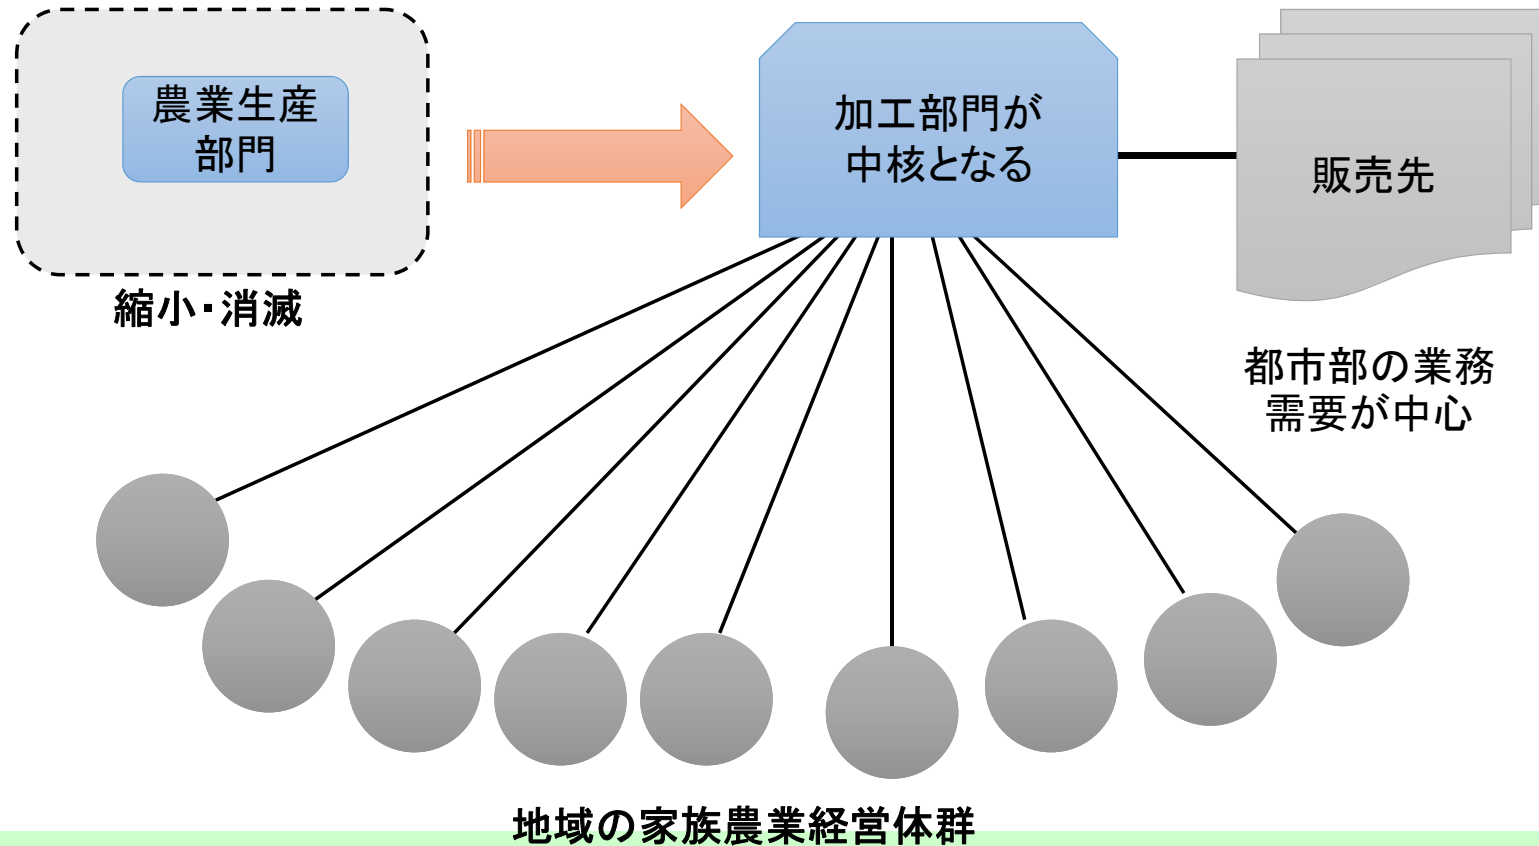 農業生産
部門
縮小・消滅
加工部門が
中核となる
販売先
都市部の業務
需要が中心
地域の家族農業経営体群